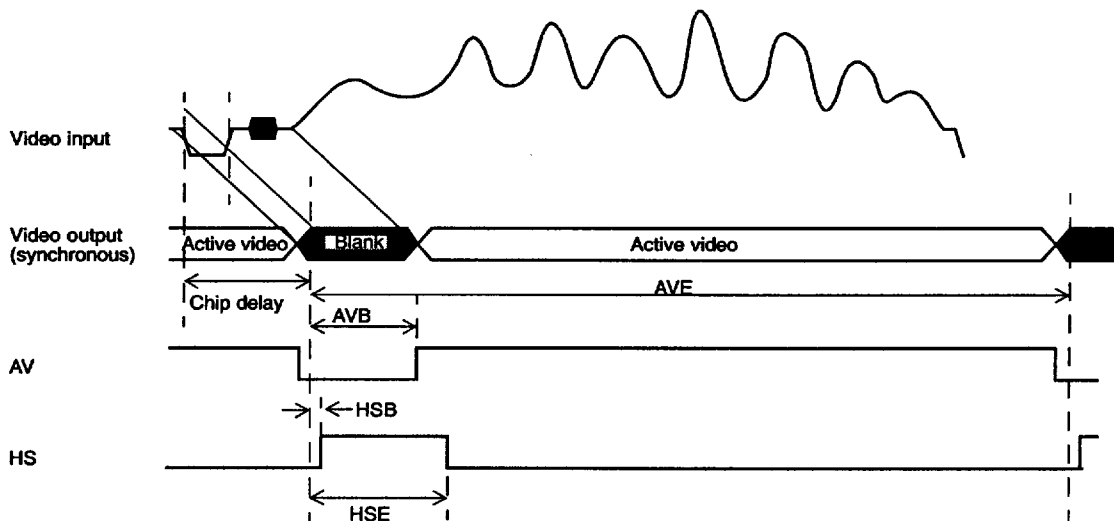 Video input
Video output
(synchronous)
Active video
Blank
Active video
Chip delay
AVE
AVB
AV
HSB
HS
HSE